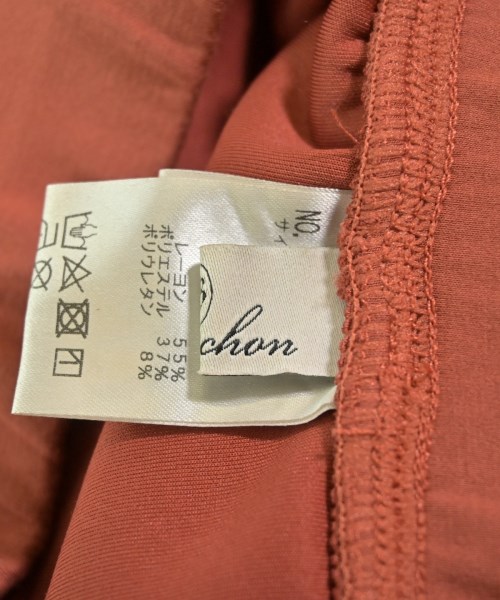 NO.
サイ
レーヨン 55%
ポリエステル 37%
ポリウレタン 8%
chon